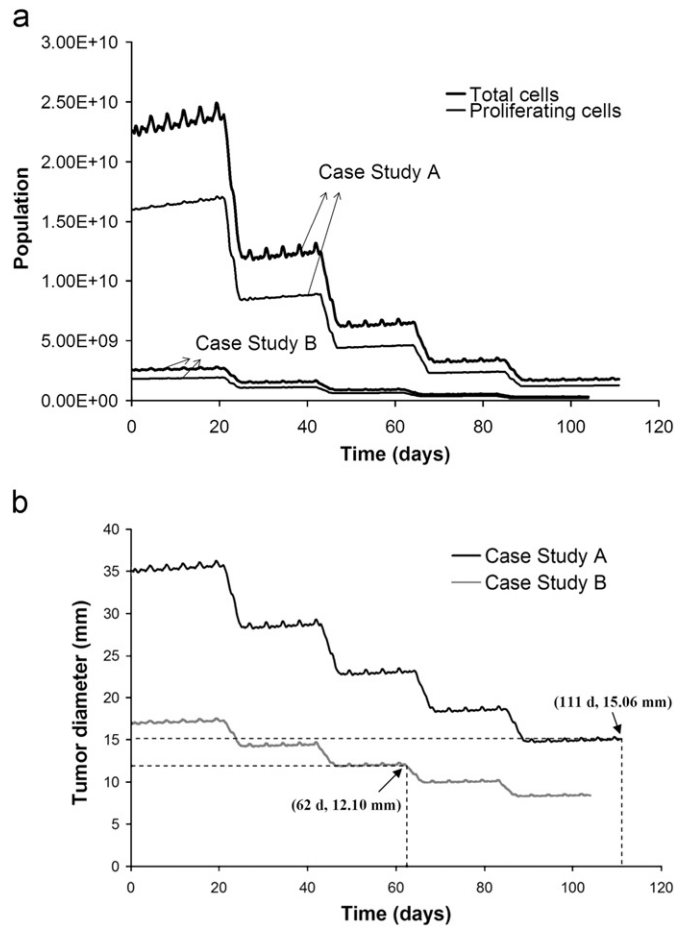 a
3.00E+10
2.50E+10
2.00E+10
1.50E+10
1.00E+10
5.00E+09
0.00E+00
Population
Total cells
Proliferating cells
Case Study A
Case Study B
0 20 40 60 80 100 120
Time (days)
b
40
35
30
25
20
15
10
5
0
Tumor diameter (mm)
Case Study A
Case Study B
(111 d, 15.06 mm)
(62 d, 12.10 mm)
0 20 40 60 80 100 120
Time (days)